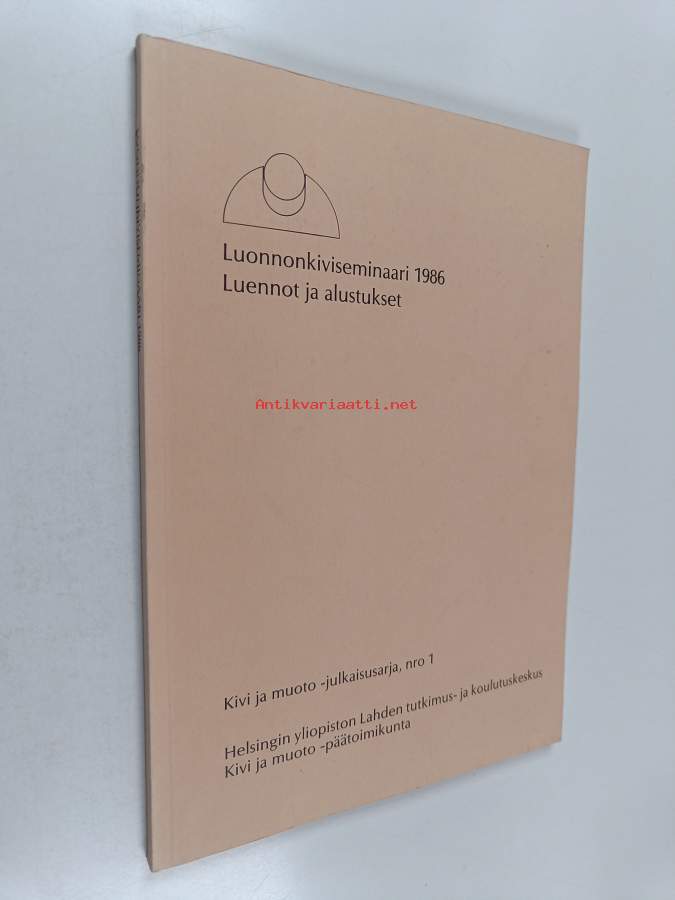 Luonnonkiviseminaari 1986
Luennot ja alustukset
Antikvariaatti.net
Kivi ja muoto -julkaisusarja, nro 1
Helsingin yliopiston Lahden tutkimus- ja koulutuskeskus
Kivi ja muoto -päätoimikunta